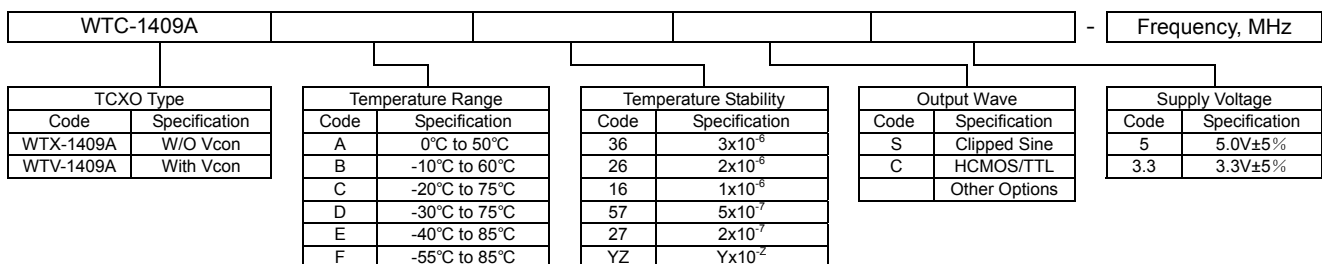 WTC-1409A - Frequency, MHz
TCXO Type Temperature Range Temperature Stability Output Wave Supply Voltage
Code Specification Code Specification Code Specification Code Specification Code Specification
WTX-1409A W/O Vcon A 0℃ to 50℃ 36 3x10⁻⁶ S Clipped Sine 5 5.0V±5%
WTV-1409A With Vcon B -10℃ to 60℃ 26 2x10⁻⁶ C HCMOS/TTL 3.3 3.3V±5%
C -20℃ to 75℃ 16 1x10⁻⁶ Other Options
D -30℃ to 75℃ 57 5x10⁻⁷
E -40℃ to 85℃ 27 2x10⁻⁷
F -55℃ to 85℃ YZ Yx10⁻ᶻ